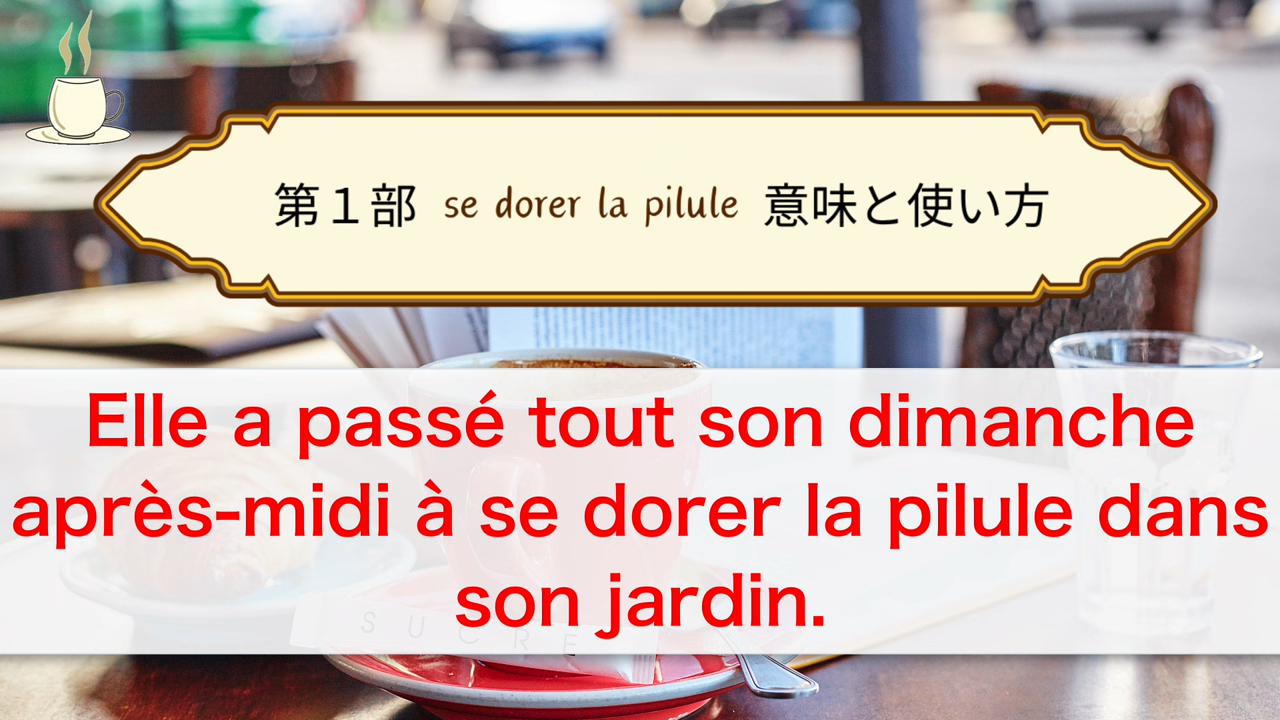 第１部 se dorer la pilule 意味と使い方
Elle a passé tout son dimanche
après-midi à se dorer la pilule dans
son jardin.
SUCRE